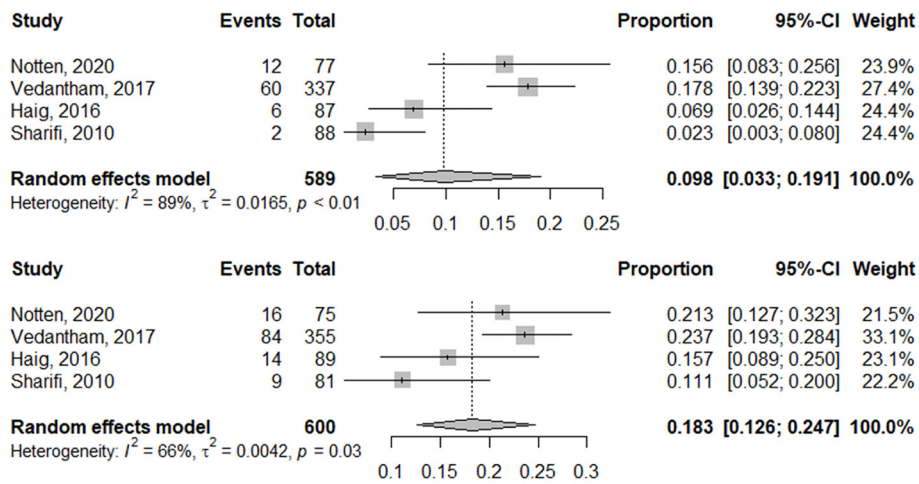 Study Events Total Proportion 95%-CI Weight
Notten, 2020 12 77 0.156 [0.083; 0.256] 23.9%
Vedantham, 2017 60 337 0.178 [0.139; 0.223] 27.4%
Haig, 2016 6 87 0.069 [0.026; 0.144] 24.4%
Sharifi, 2010 2 88 0.023 [0.003; 0.080] 24.4%
Random effects model 589 0.098 [0.033; 0.191] 100.0%
Heterogeneity: I² = 89%, τ² = 0.0165, p < 0.01
0.05 0.1 0.15 0.2 0.25
Study Events Total Proportion 95%-CI Weight
Notten, 2020 16 75 0.213 [0.127; 0.323] 21.5%
Vedantham, 2017 84 355 0.237 [0.193; 0.284] 33.1%
Haig, 2016 14 89 0.157 [0.089; 0.250] 23.1%
Sharifi, 2010 9 81 0.111 [0.052; 0.200] 22.2%
Random effects model 600 0.183 [0.126; 0.247] 100.0%
Heterogeneity: I² = 66%, τ² = 0.0042, p = 0.03
0.1 0.15 0.2 0.25 0.3